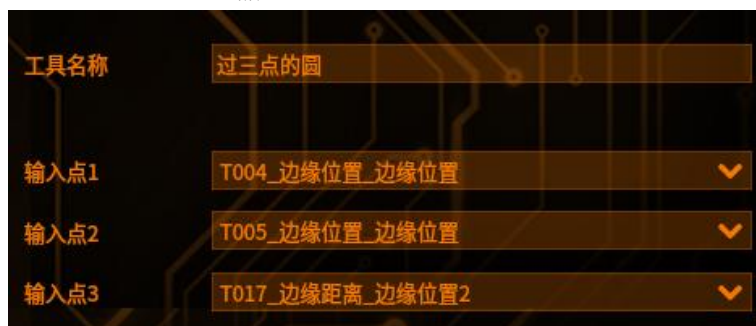 工具名称 过三点的圆
输入点1 T004_边缘位置_边缘位置
输入点2 T005_边缘位置_边缘位置
输入点3 T017_边缘距离_边缘位置2